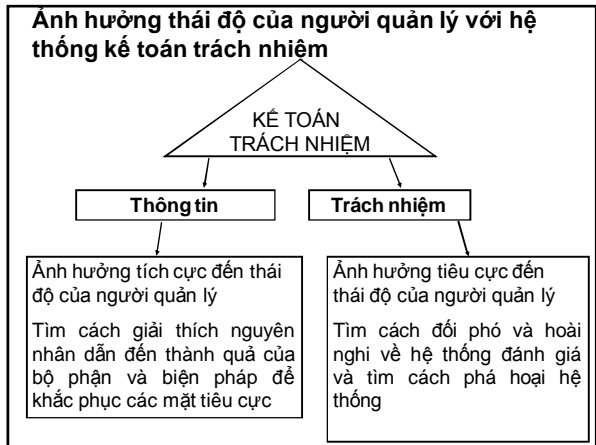 Ảnh hưởng thái độ của người quản lý với hệ
thống kế toán trách nhiệm
KẾ TOÁN
TRÁCH NHIỆM
Thông tin
Trách nhiệm
Ảnh hưởng tích cực đến thái
độ của người quản lý
Tìm cách giải thích nguyên
nhân dẫn đến thành quả của
bộ phận và biện pháp để
khắc phục các mặt tiêu cực
Ảnh hưởng tiêu cực đến
thái độ của người quản lý
Tìm cách đối phó và hoài
nghi về hệ thống đánh giá
và tìm cách phá hoại hệ
thống